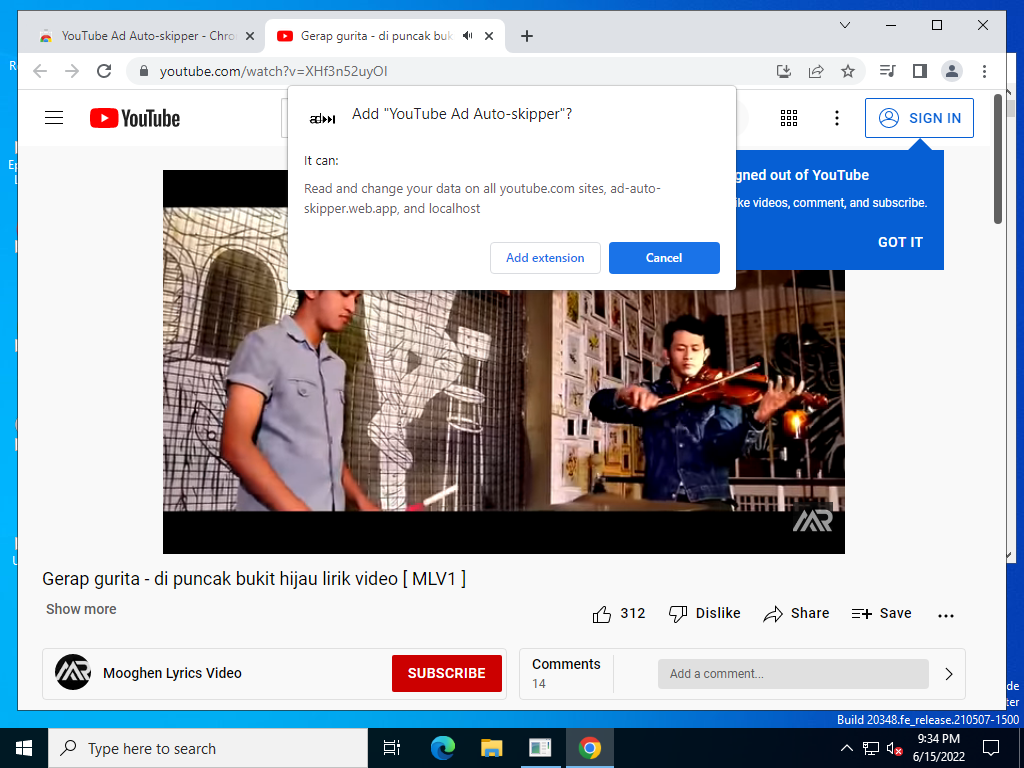 YouTube Ad Auto-skipper - Chro
Gerap gurita - di puncak buk
youtube.com/watch?v=XHf3n52uyOI
YouTube
SIGN IN
Add "YouTube Ad Auto-skipper"?
It can:
Read and change your data on all youtube.com sites, ad-auto-
skipper.web.app, and localhost
Add extension
Cancel
gned out of YouTube
ike videos, comment, and subscribe.
GOT IT
Gerap gurita - di puncak bukit hijau lirik video [ MLV1 ]
Show more
312
Dislike
Share
Save
Mooghen Lyrics Video
SUBSCRIBE
Comments
14
Add a comment...
Build 20348.fe_release.210507-1500
Type here to search
9:34 PM
6/15/2022